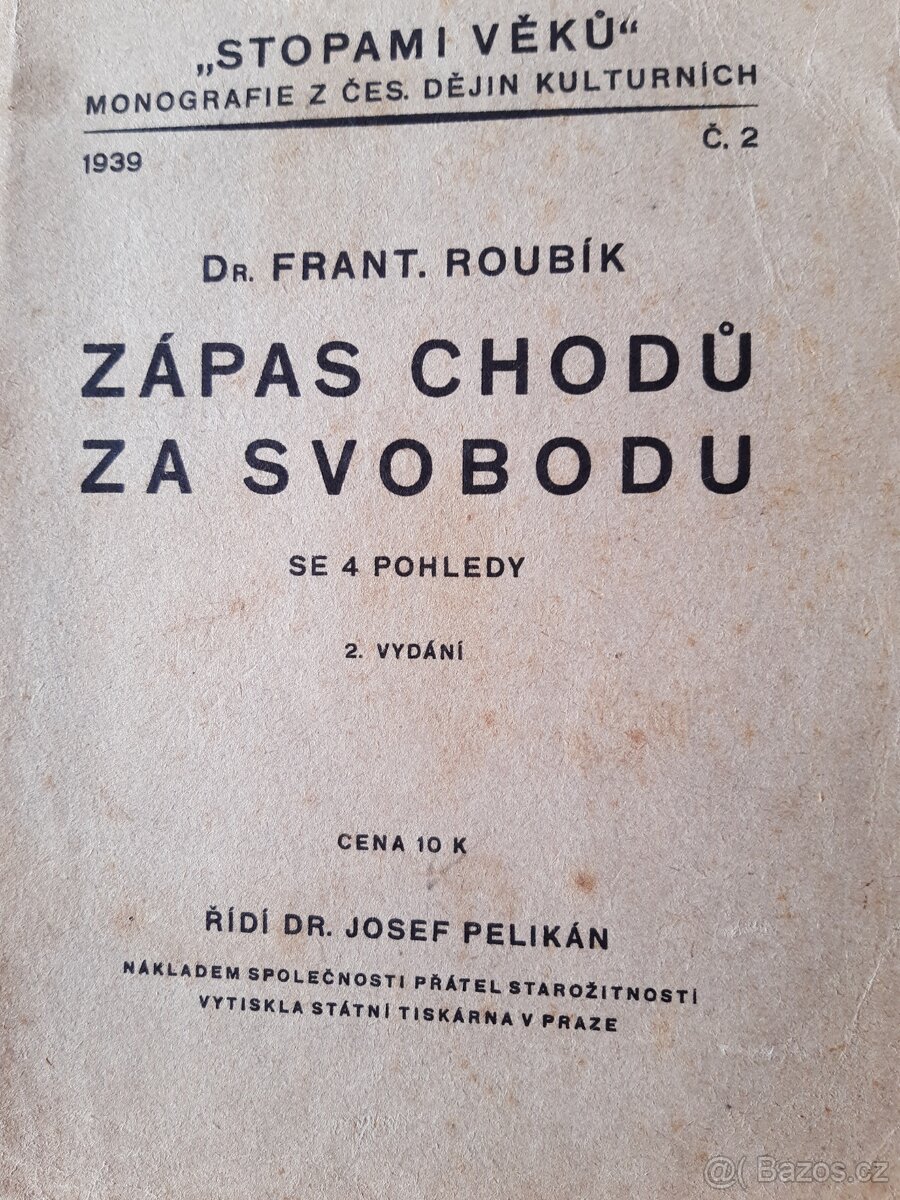 „STOPAMI VĚKŮ“
MONOGRAFIE Z ČES. DĚJIN KULTURNÍCH
1939 Č. 2
DR. FRANT. ROUBÍK
ZÁPAS CHODŮ
ZA SVOBODU
SE 4 POHLEDY
2. VYDÁNÍ
CENA 10 K
ŘÍDÍ DR. JOSEF PELIKÁN
NÁKLADEM SPOLEČNOSTI PŘÁTEL STAROŽITNOSTÍ
VYTISKLA STÁTNÍ TISKÁRNA V PRAZE
@( Bazos.cz